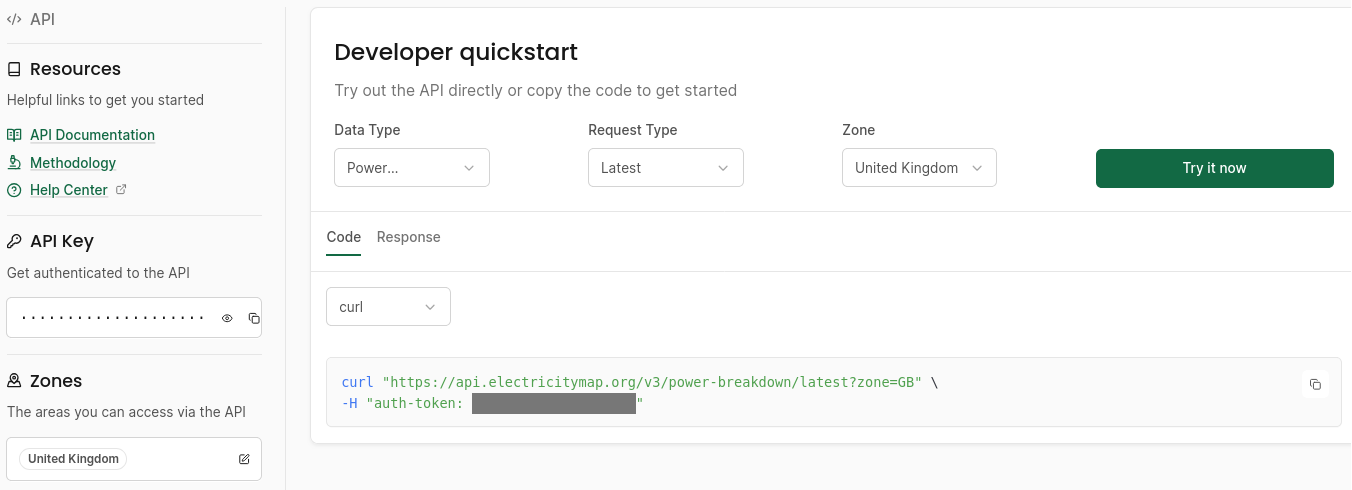 API
Resources
Helpful links to get you started
API Documentation
Methodology
Help Center
API Key
Get authenticated to the API
····················
Zones
The areas you can access via the API
United Kingdom
Developer quickstart
Try out the API directly or copy the code to get started
Data Type Request Type Zone
Power... Latest United Kingdom Try it now
Code Response
curl
curl "https://api.electricitymap.org/v3/power-breakdown/latest?zone=GB" \
-H "auth-token: "